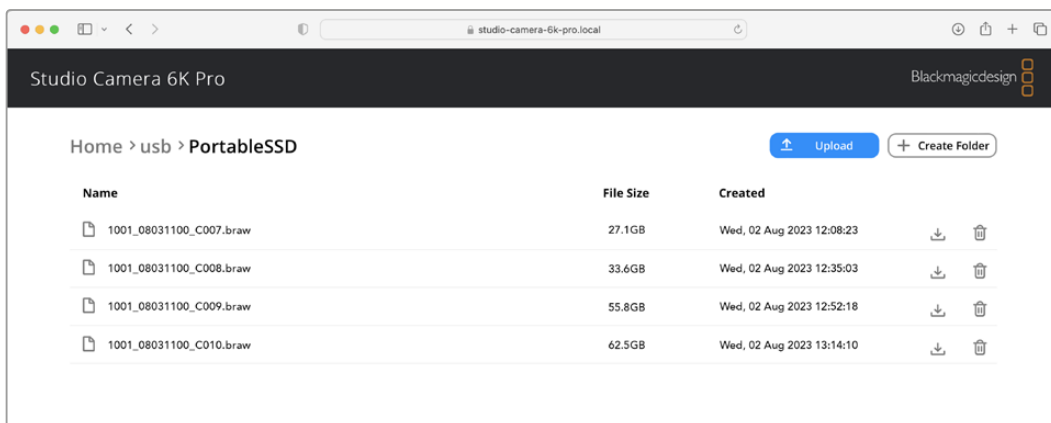 studio-camera-6k-pro.local
Studio Camera 6K Pro
Blackmagicdesign
Home > usb > PortableSSD
Upload
+ Create Folder
Name File Size Created
1001_08031100_C007.braw 27.1GB Wed, 02 Aug 2023 12:08:23
1001_08031100_C008.braw 33.6GB Wed, 02 Aug 2023 12:35:03
1001_08031100_C009.braw 55.8GB Wed, 02 Aug 2023 12:52:18
1001_08031100_C010.braw 62.5GB Wed, 02 Aug 2023 13:14:10